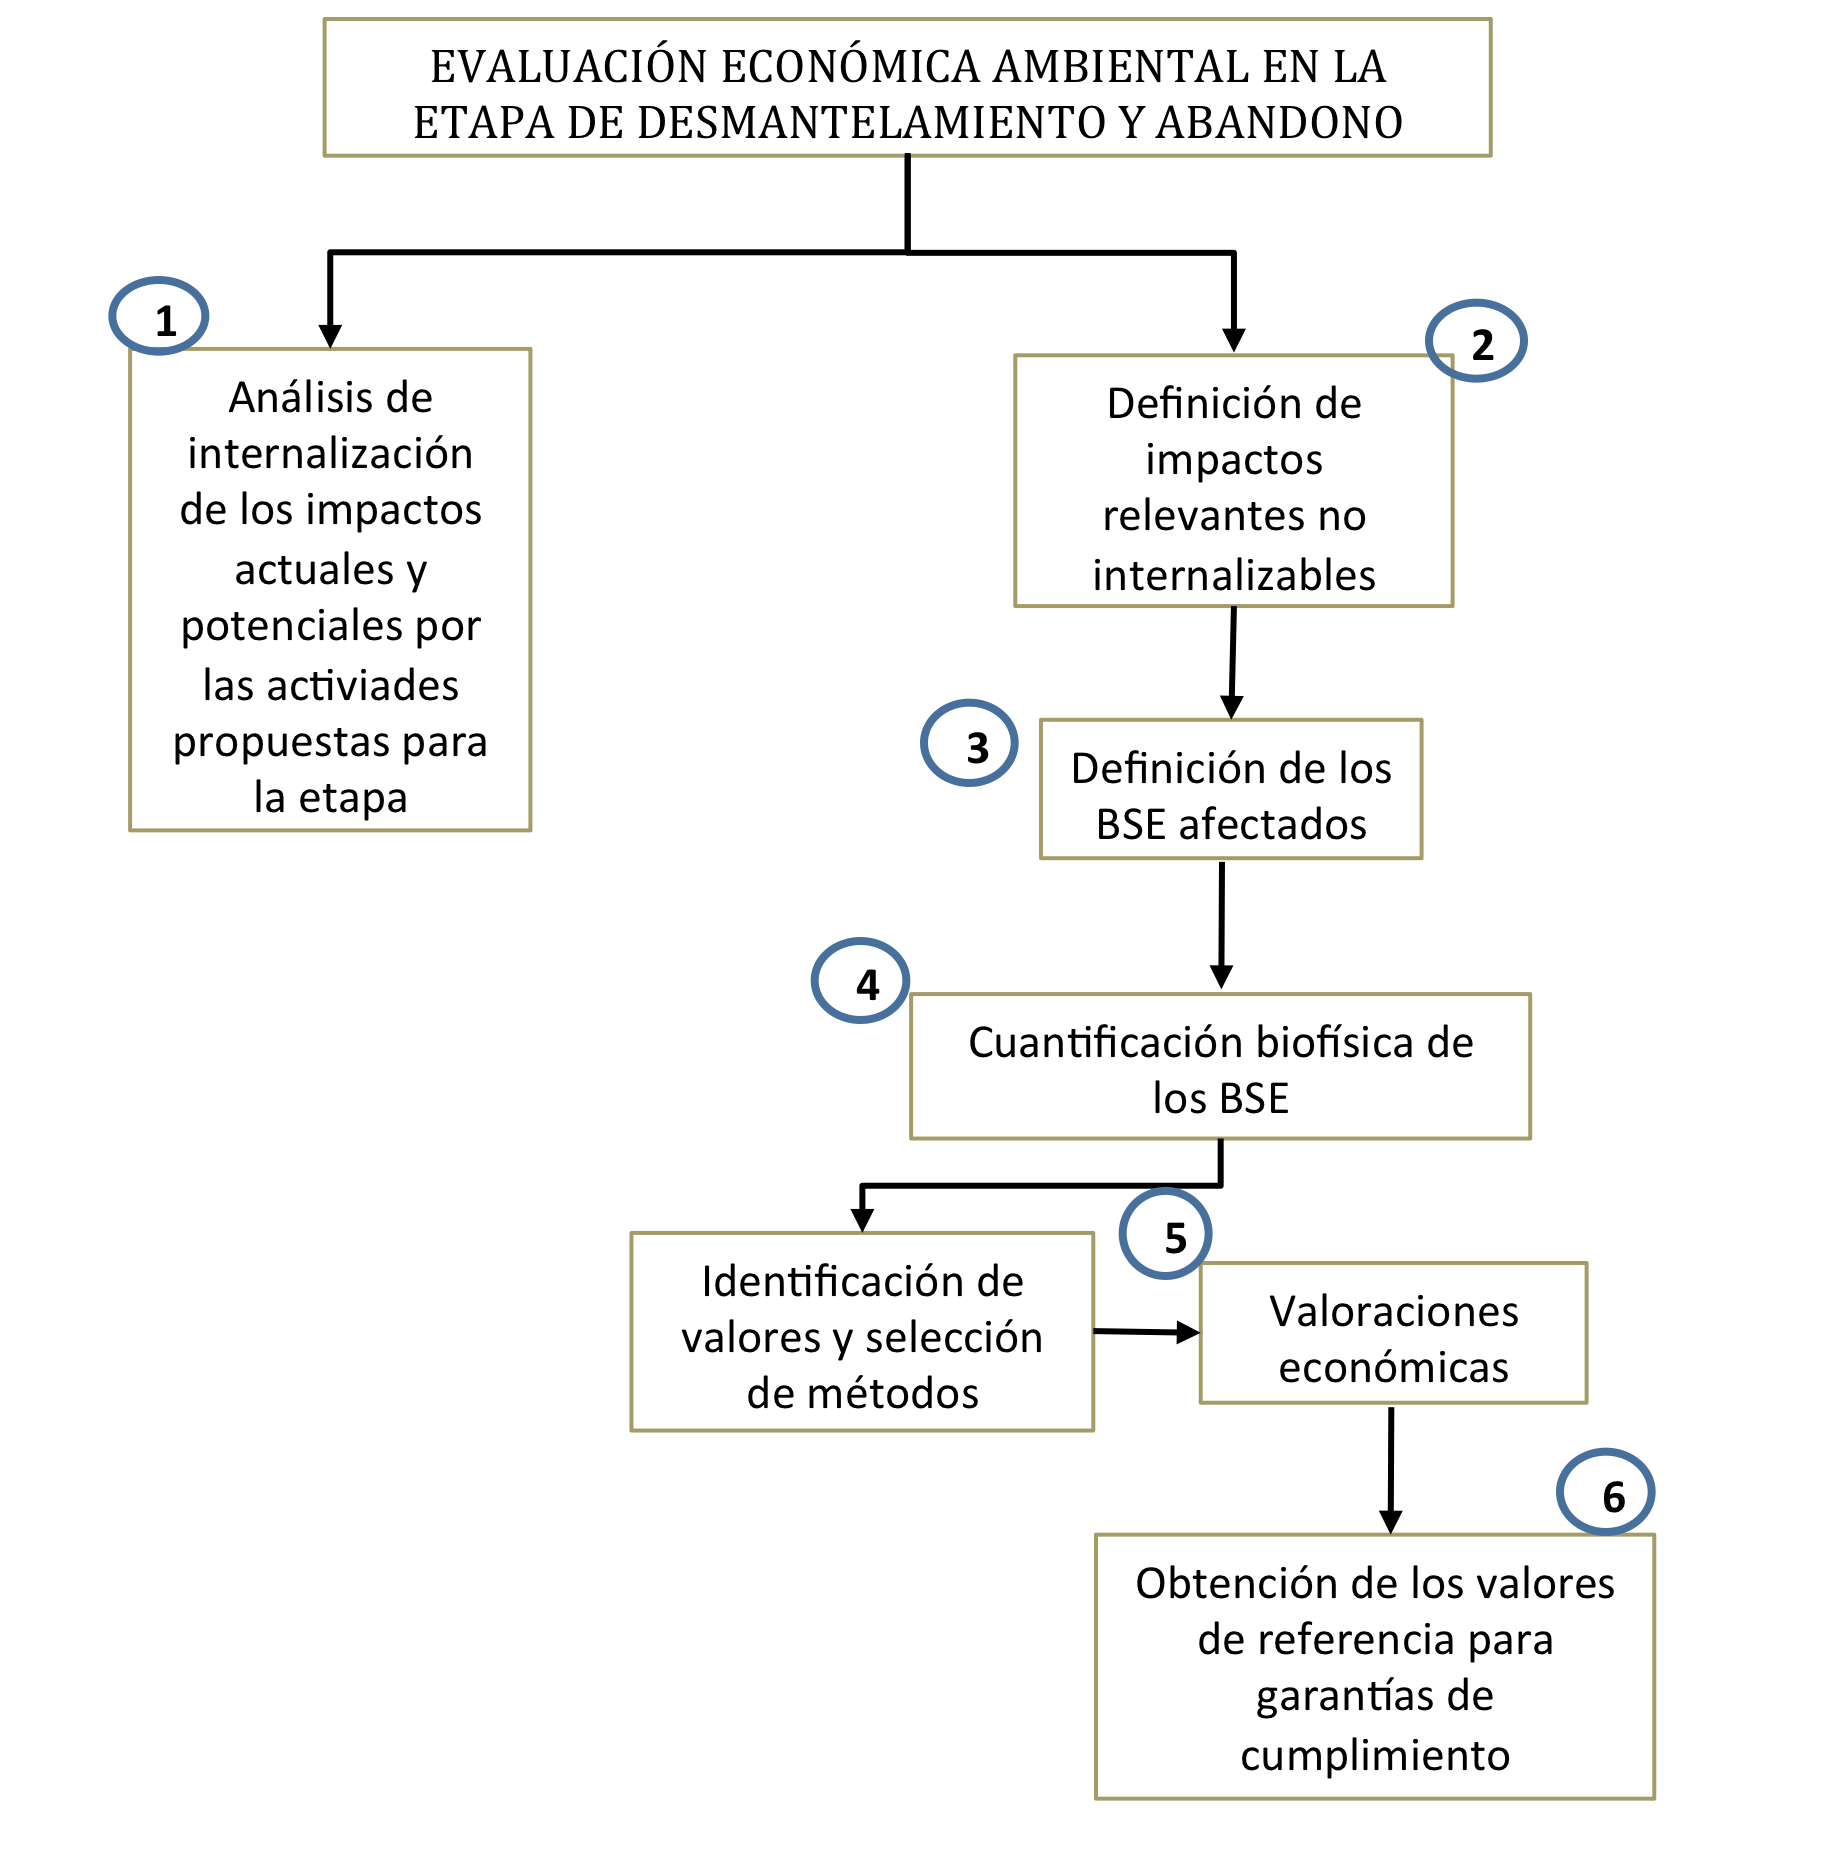 EVALUACIÓN ECONÓMICA AMBIENTAL EN LA
ETAPA DE DESMANTELAMIENTO Y ABANDONO
1
Análisis de
internalización
de los impactos
actuales y
potenciales por
las activiades
propuestas para
la etapa
2
Definición de
impactos
relevantes no
internalizables
3
Definición de los
BSE afectados
4
Cuantificación biofísica de
los BSE
Identificación de
valores y selección
de métodos
5
Valoraciones
económicas
6
Obtención de los valores
de referencia para
garantías de
cumplimiento